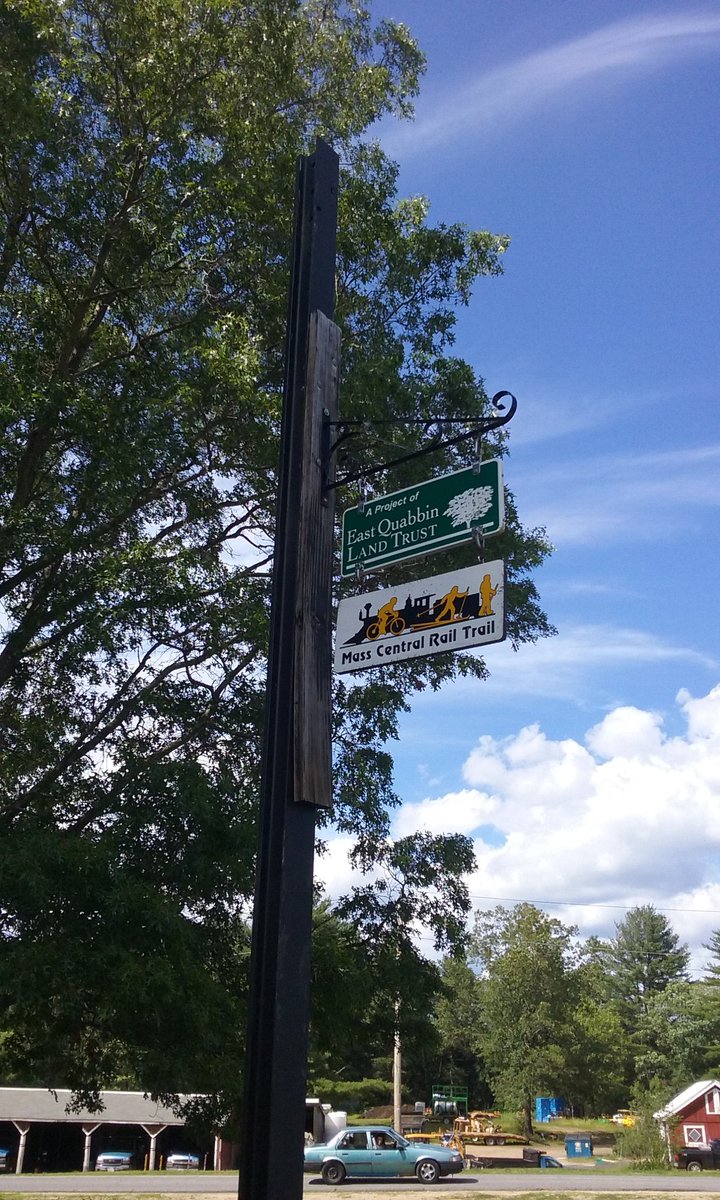 A Project of
East Quabbin
LAND TRUST
Mass Central Rail Trail